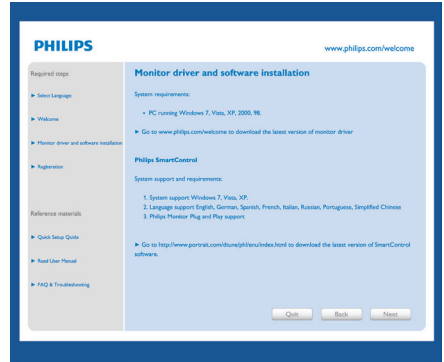 PHILIPS
www.philips.com/welcome
Required steps
Select Language
Welcome
Monitor driver and software installation
Registeration
Reference materials
Quick Setup Quide
Read User Manual
FAQ & Troubleshooting
Monitor driver and software installation
System requirements:
• PC running Windows 7, Vista, XP, 2000, 98.
Go to www.philips.com/welcome to download the latest version of monitor driver
Philips SmartControl
System support and requirements:
1. System support Windows 7, Vista, XP.
2. Language support English, German, Spanish, French, Italian, Russian, Portuguese, Simplified Chinese
3. Philips Monitor Plug and Play support
Go to http://www.portrait.com/dtune/phl/enu/index.html to download the latest version of SmartControl
software.
Quit
Back
Next